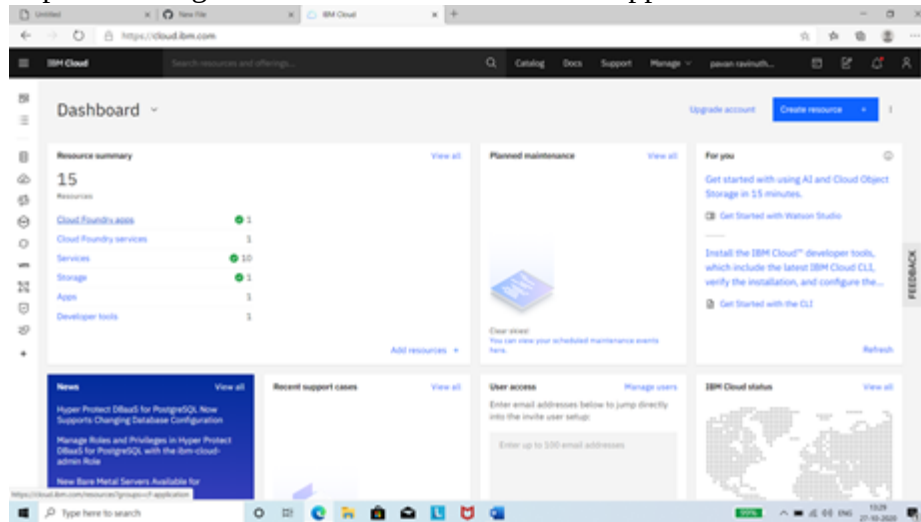 Untitled
New File
IBM Cloud
https://cloud.ibm.com
IBM Cloud
Search resources and offerings...
Catalog
Docs
Support
Manage
pavan ravinuth...
Dashboard
Upgrade account
Create resource +
Resource summary
View all
15
Resources
Cloud Foundry apps 1
Cloud Foundry services 1
Services 10
Storage 1
Apps 1
Developer tools 1
Add resources +
Planned maintenance
View all
Clear skies!
You can view your scheduled maintenance events
here.
For you
Get started with using AI and Cloud Object
Storage in 15 minutes.
Get Started with Watson Studio
Install the IBM Cloud™ developer tools,
which include the latest IBM Cloud CLI,
verify the installation, and configure the...
Get Started with the CLI
Refresh
FEEDBACK
News
View all
Hyper Protect DBaaS for PostgreSQL Now
Supports Changing Database Configuration
Manage Roles and Privileges in Hyper Protect
DBaaS for PostgreSQL with the ibm-cloud-
admin Role
New Bare Metal Servers Available for
Recent support cases
View all
User access
Manage users
Enter email addresses below to jump directly
into the invite user setup:
Enter up to 100 email addresses
IBM Cloud status
View all
Type here to search
99%
ENG
13:29
27-10-2020